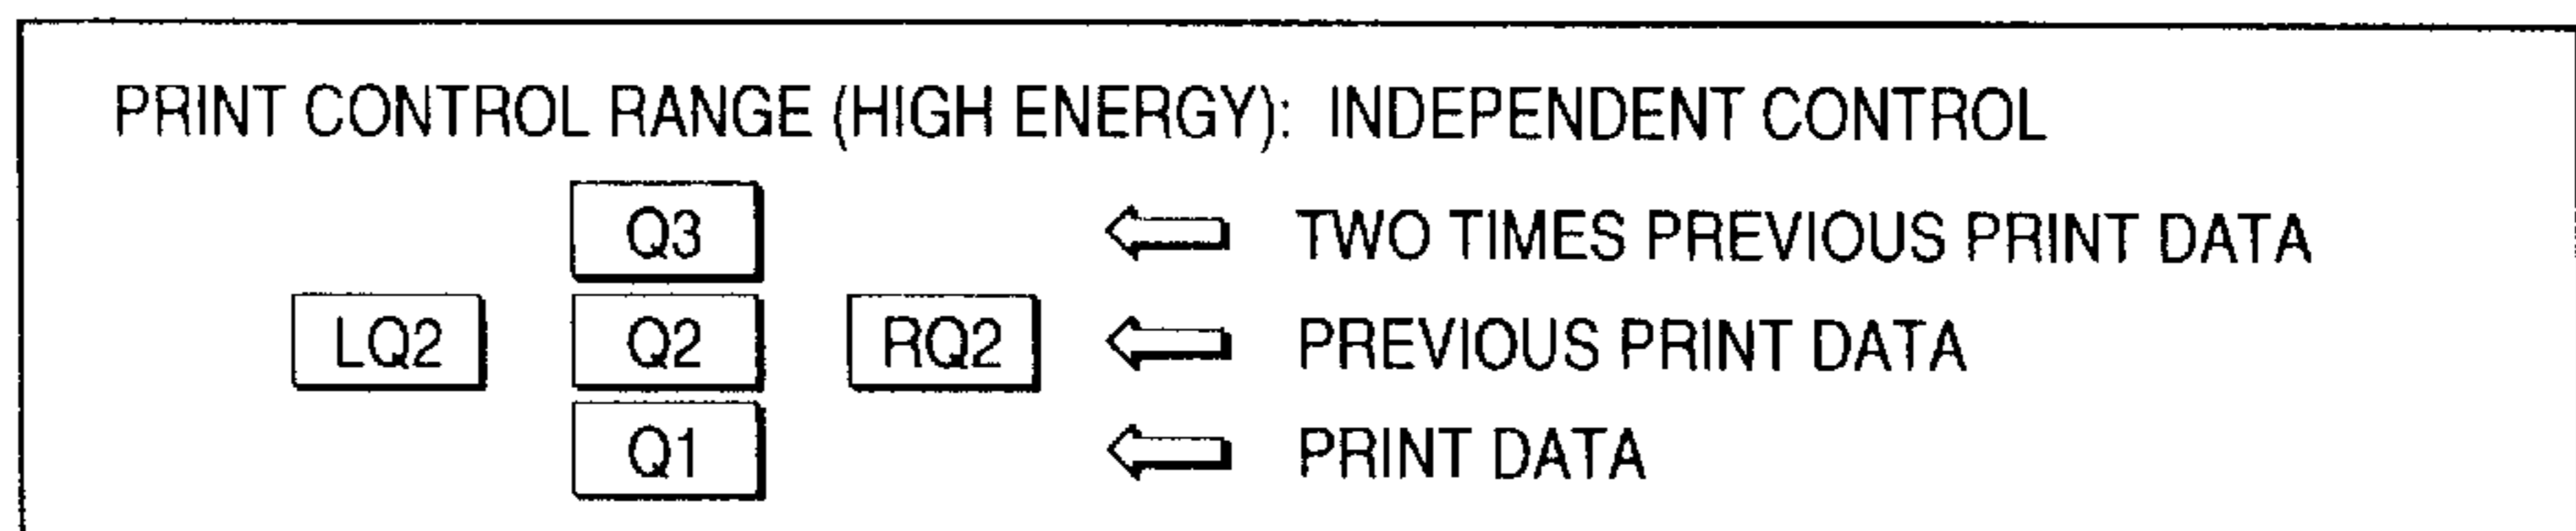 PRINT CONTROL RANGE (HIGH ENERGY): INDEPENDENT CONTROL
Q3 TWO TIMES PREVIOUS PRINT DATA
LQ2 Q2 RQ2 PREVIOUS PRINT DATA
Q1 PRINT DATA